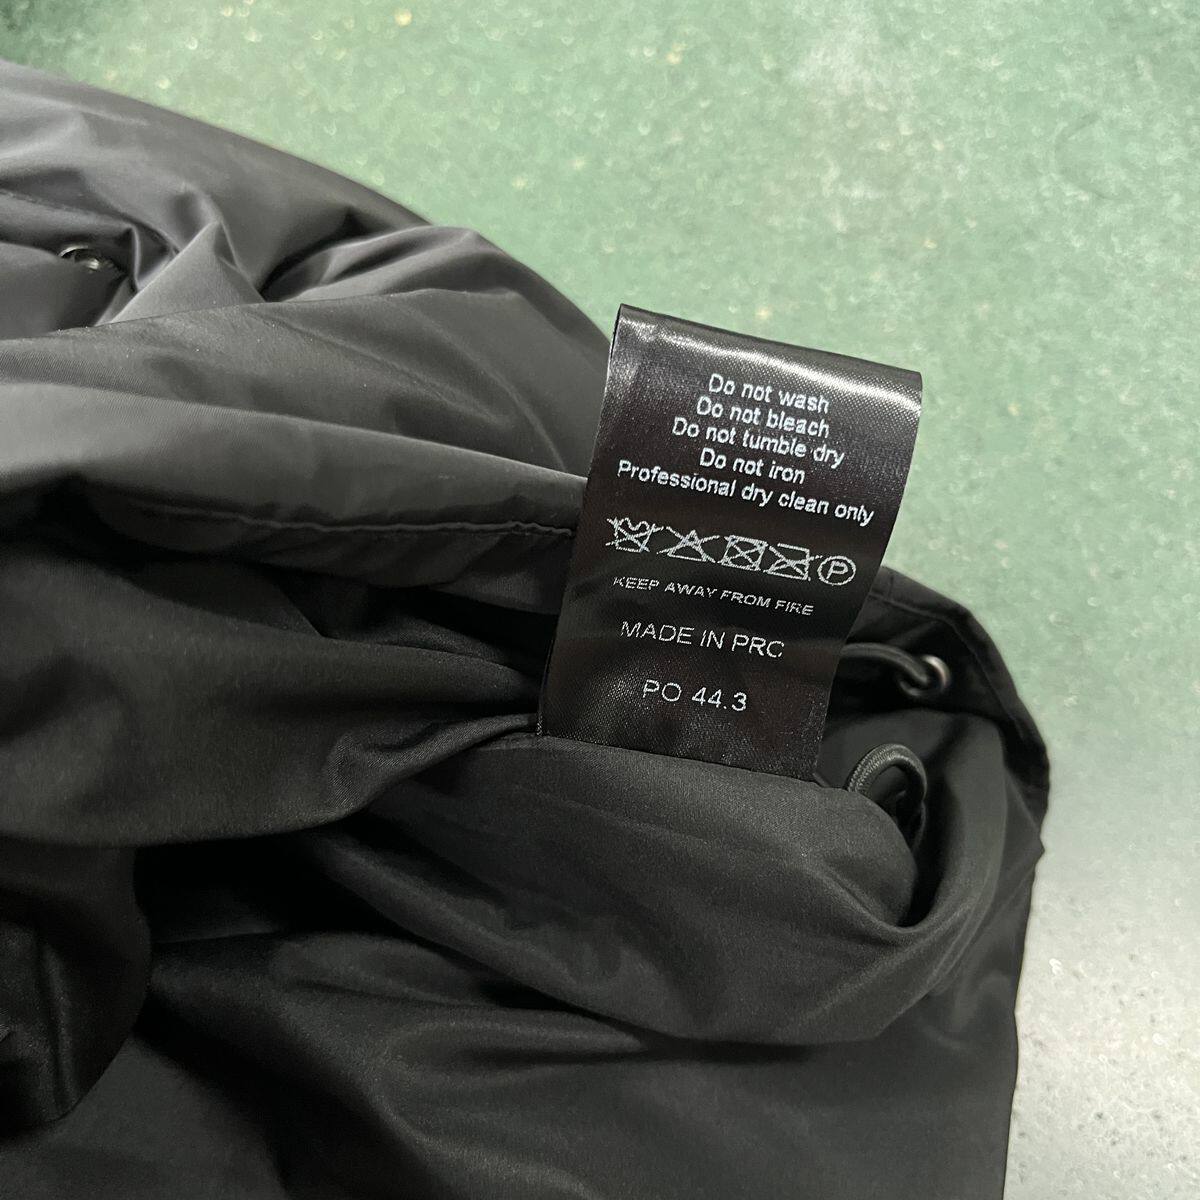 Do not wash
Do not bleach
Do not tumble dry
Do not iron
Professional dry clean only
P
KEEP AWAY FROM FIRE
MADE IN PRC
PO 44.3